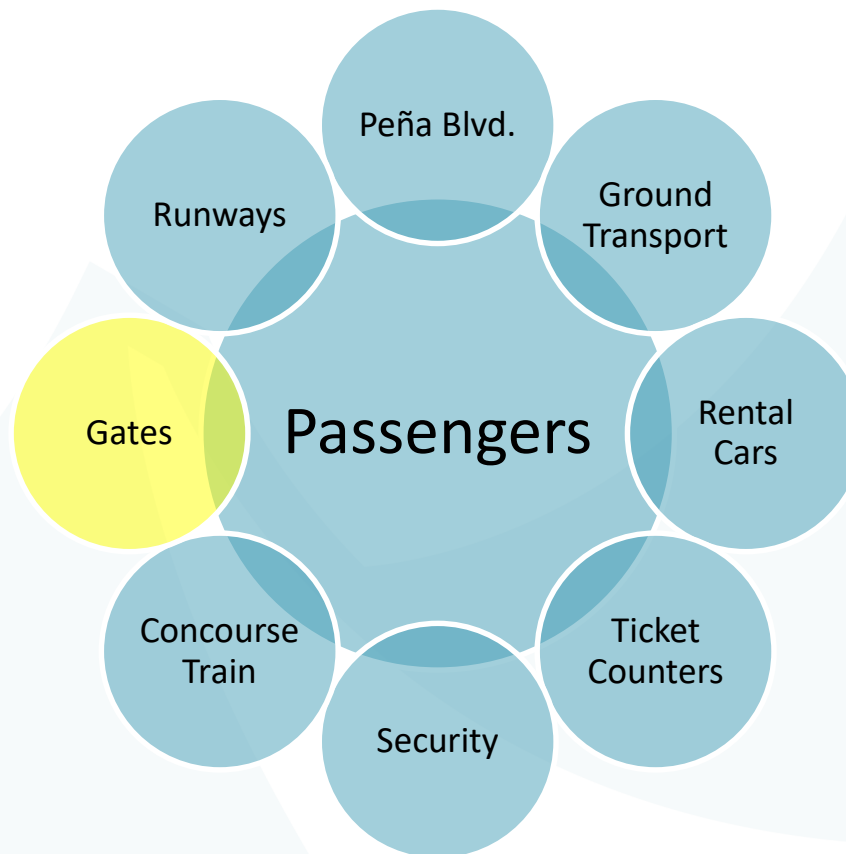 Peña Blvd.
Ground
Transport
Rental
Cars
Ticket
Counters
Security
Concourse
Train
Gates
Runways
Passengers